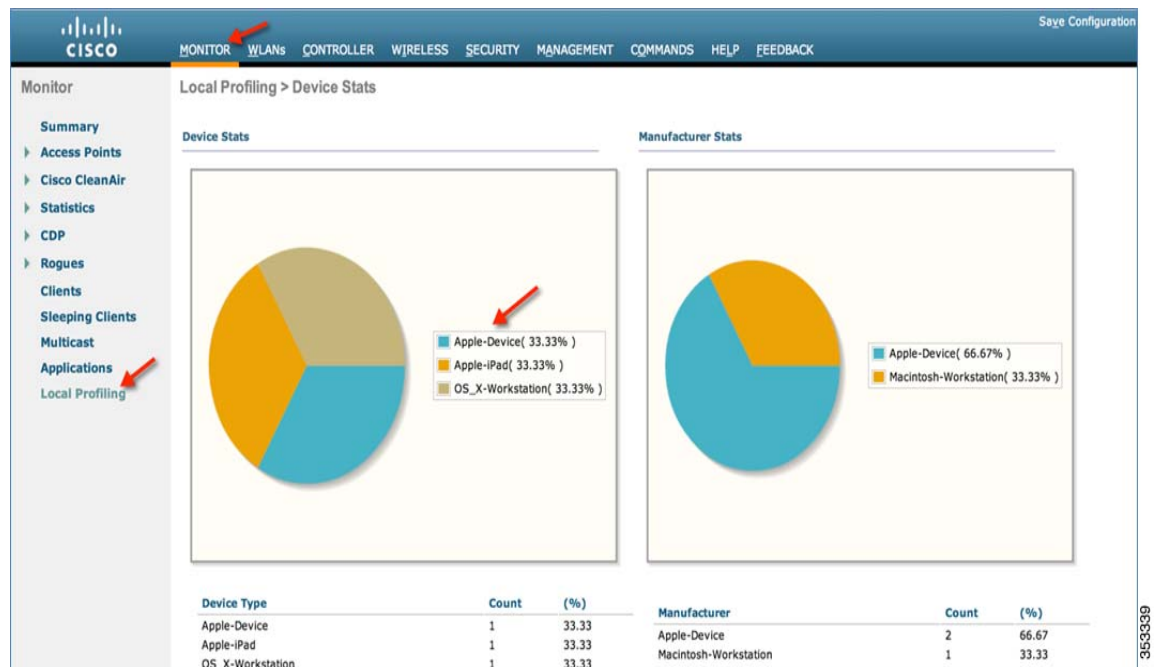 CISCO
MONITOR WLANs CONTROLLER WIRELESS SECURITY MANAGEMENT COMMANDS HELP FEEDBACK
Save Configuration
Monitor
Summary
Access Points
Cisco CleanAir
Statistics
CDP
Rogues
Clients
Sleeping Clients
Multicast
Applications
Local Profiling
Local Profiling > Device Stats
Device Stats
Apple-Device( 33.33% )
Apple-iPad( 33.33% )
OS_X-Workstation( 33.33% )
Device Type Count (%)
Apple-Device 1 33.33
Apple-iPad 1 33.33
OS_X-Workstation 1 33.33
Manufacturer Stats
Apple-Device( 66.67% )
Macintosh-Workstation( 33.33% )
Manufacturer Count (%)
Apple-Device 2 66.67
Macintosh-Workstation 1 33.33
353339